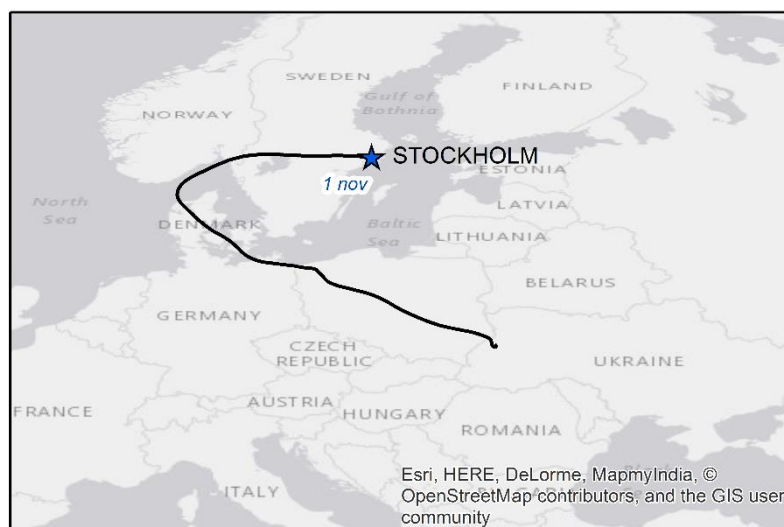 SWEDEN
FINLAND
Gulf of
Bothnia
NORWAY
STOCKHOLM
ESTONIA
1 nov
North
Sea
LATVIA
DENMARK
Baltic
Sea
LITHUANIA
BELARUS
GERMANY
CZECH
REPUBLIC
UKRAINE
AUSTRIA
HUNGARY
FRANCE
ROMANIA
ITALY
Esri, HERE, DeLorme, MapmyIndia, ©
OpenStreetMap contributors, and the GIS user
community